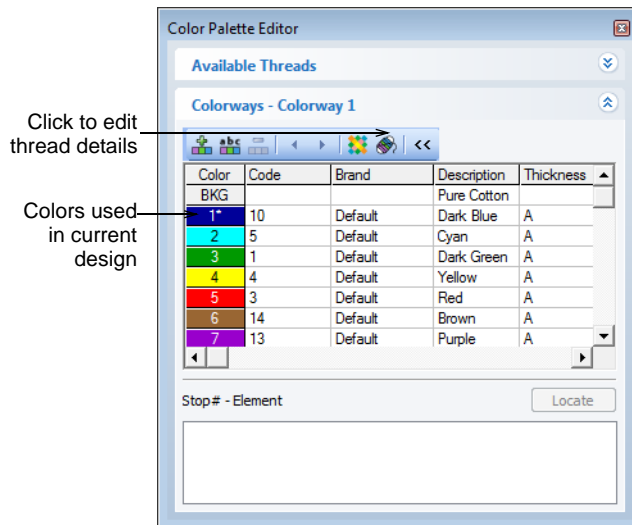 Color Palette Editor
Available Threads
Colorways - Colorway 1
Click to edit
thread details
abc
<<
Color Code Brand Description Thickness
BKG Pure Cotton
Colors used
in current
design
1* 10 Default Dark Blue A
2 5 Default Cyan A
3 1 Default Dark Green A
4 4 Default Yellow A
5 3 Default Red A
6 14 Default Brown A
7 13 Default Purple A
Stop# - Element
Locate